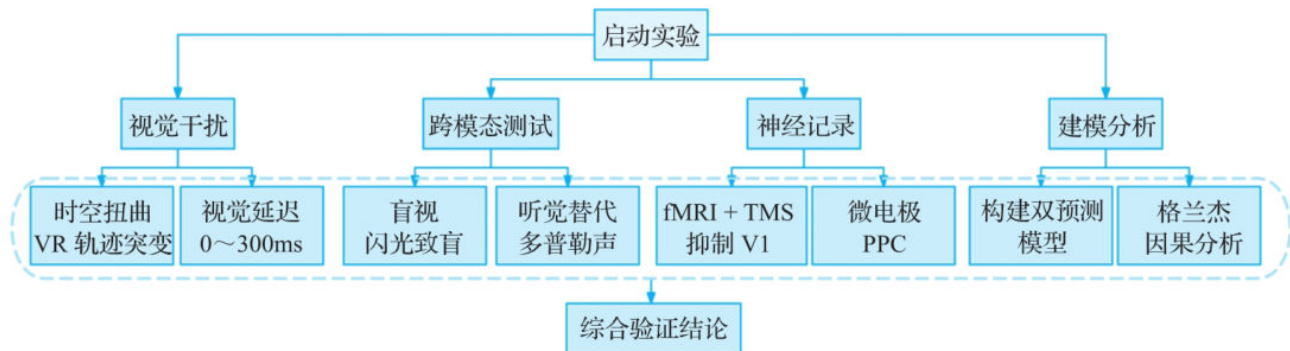 启动实验
视觉干扰
跨模态测试
神经记录
建模分析
时空扭曲
VR 轨迹突变
视觉延迟
0～300ms
盲视
闪光致盲
听觉替代
多普勒声
fMRI + TMS
抑制 V1
微电极
PPC
构建双预测
模型
格兰杰
因果分析
综合验证结论